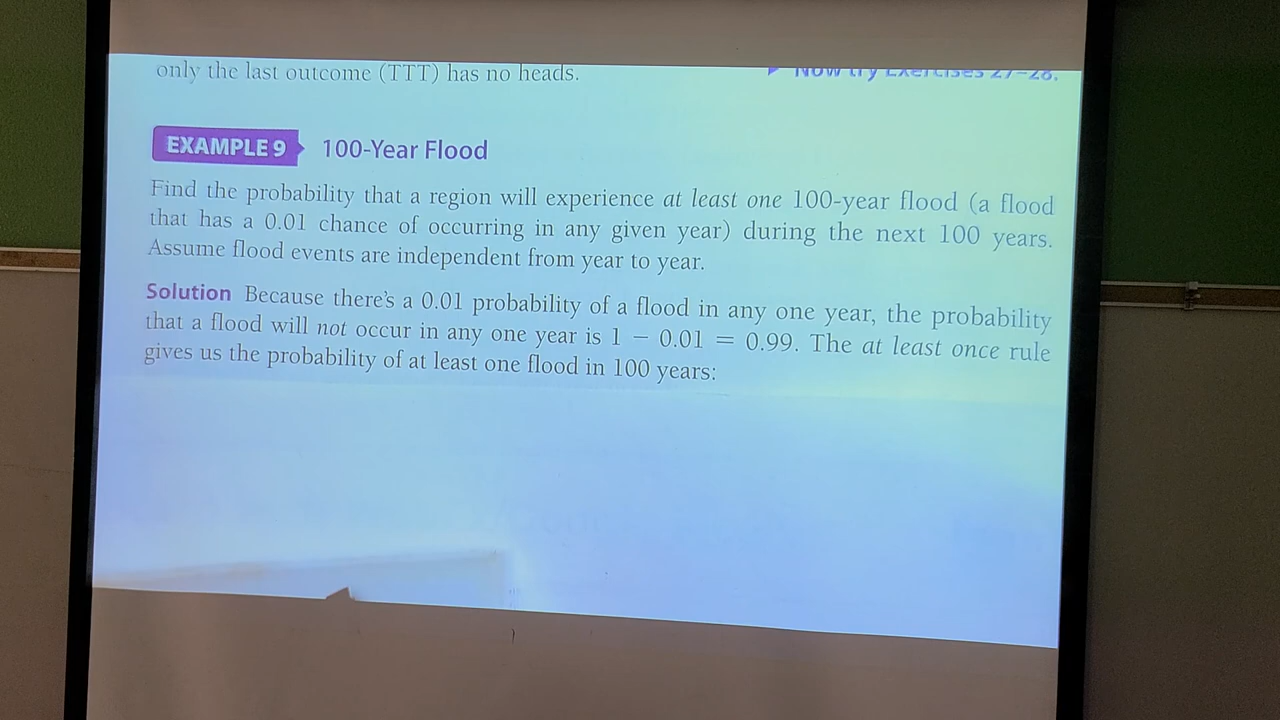 only the last outcome (TTT) has no heads.
Now try Exercises 27–28.
EXAMPLE 9 100-Year Flood
Find the probability that a region will experience at least one 100-year flood (a flood
that has a 0.01 chance of occurring in any given year) during the next 100 years.
Assume flood events are independent from year to year.
Solution Because there's a 0.01 probability of a flood in any one year, the probability
that a flood will not occur in any one year is 1 − 0.01 = 0.99. The at least once rule
gives us the probability of at least one flood in 100 years: